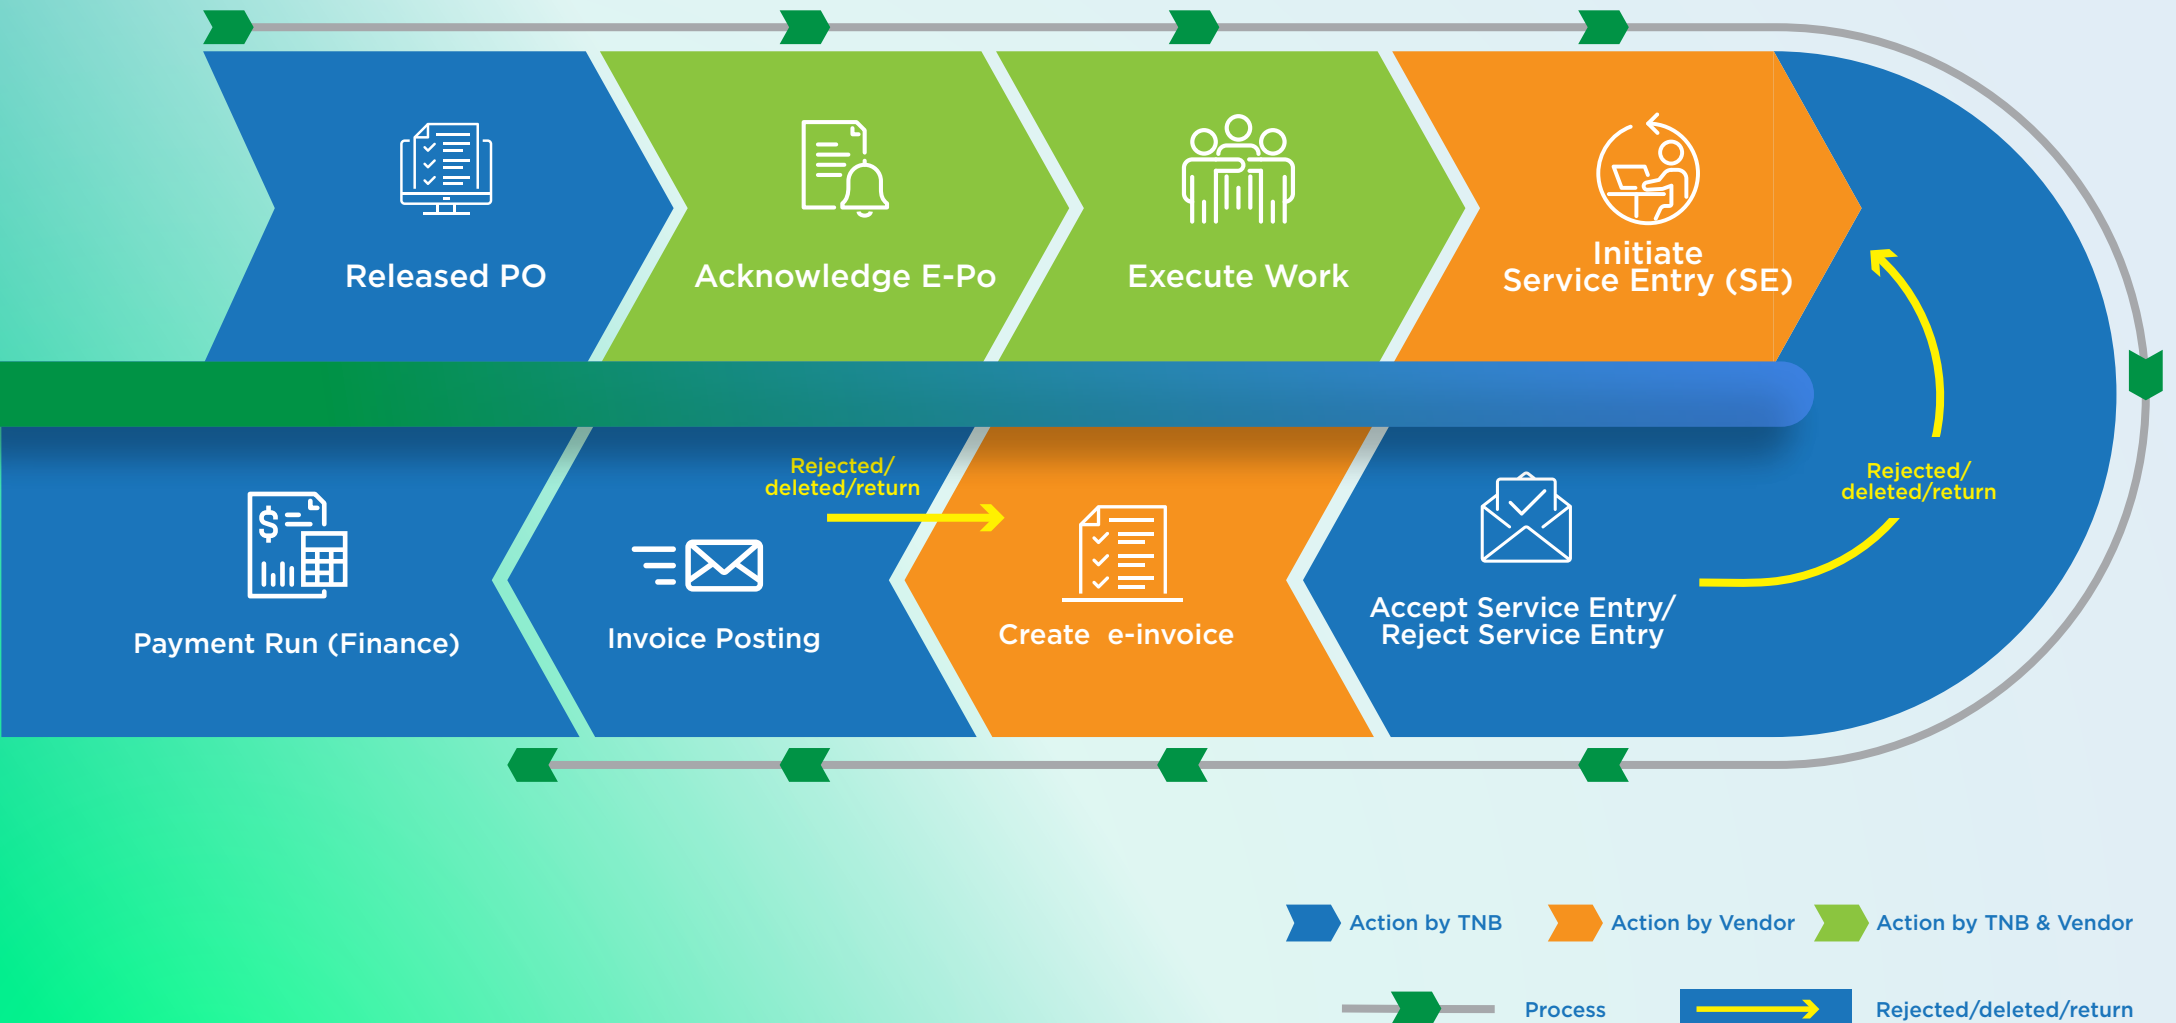 Released PO
Acknowledge E-Po
Execute Work
Initiate
Service Entry (SE)
Rejected/
deleted/return
Accept Service Entry/
Reject Service Entry
Create e-invoice
Rejected/
deleted/return
Invoice Posting
Payment Run (Finance)
Action by TNB
Action by Vendor
Action by TNB & Vendor
Process
Rejected/deleted/return